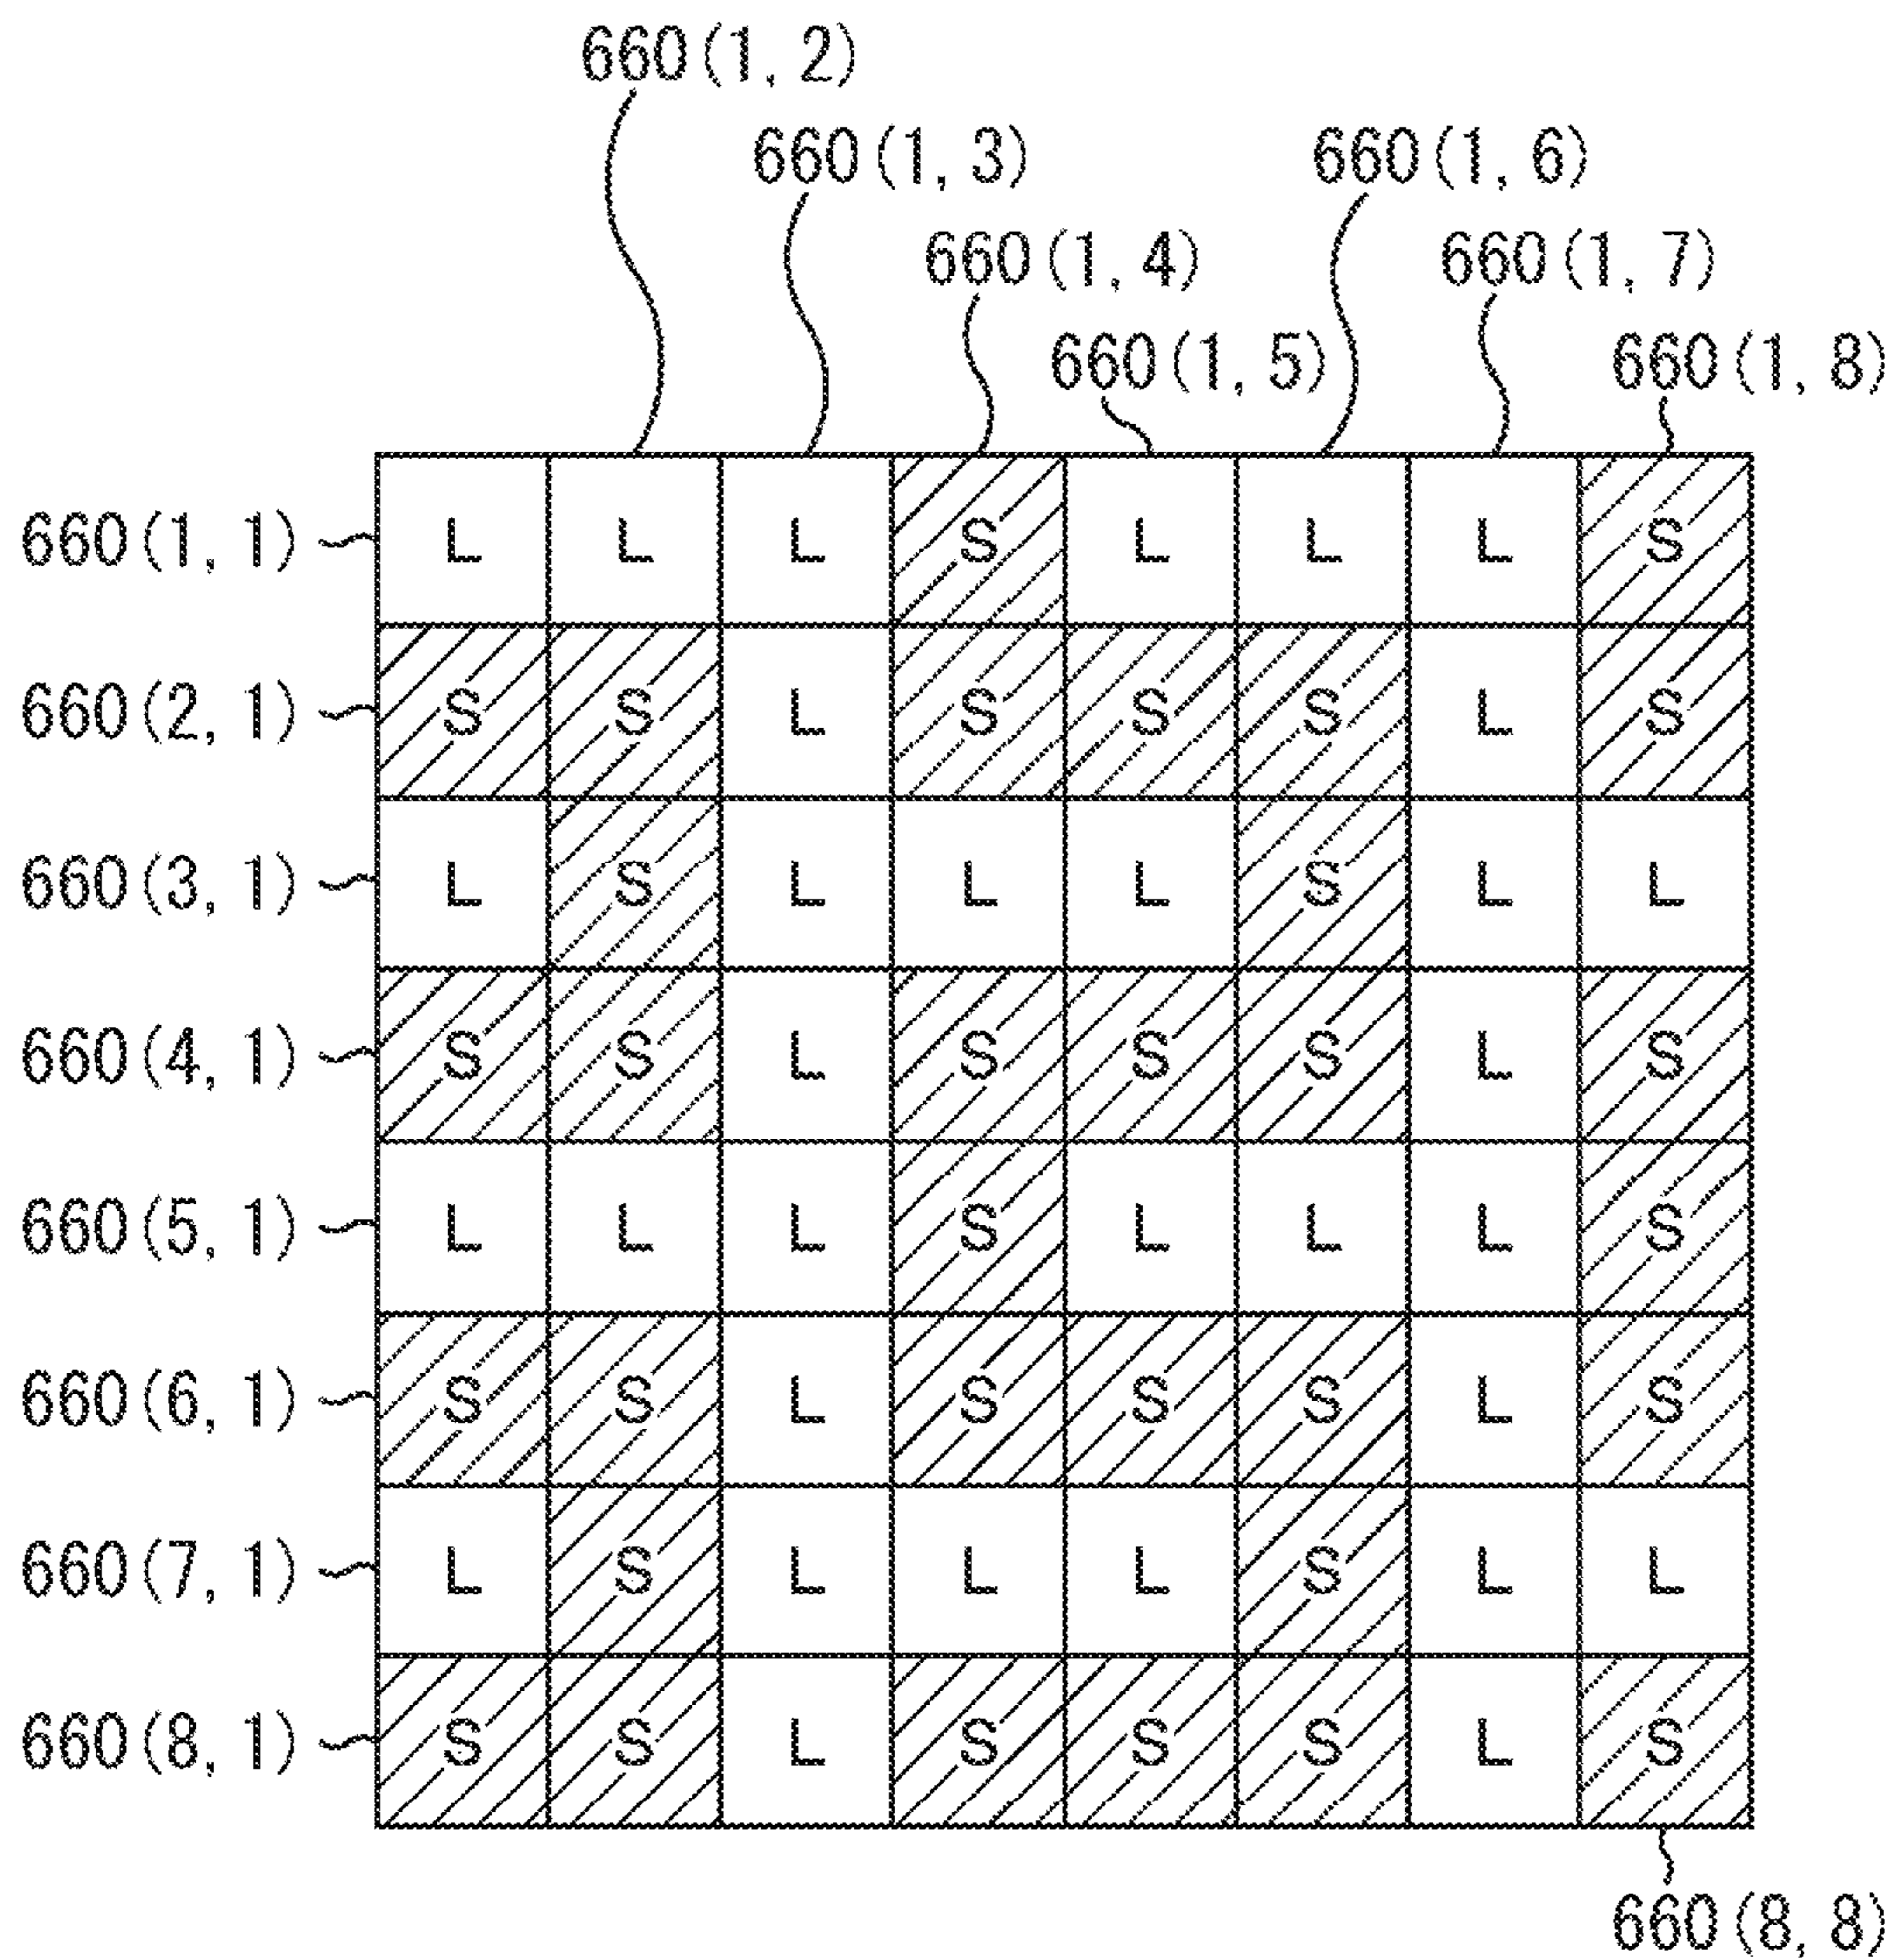 660(1, 2)
660(1, 3) 660(1, 6)
660(1, 4) 660(1, 7)
660(1, 5) 660(1, 8)
660(1, 1) L L L S L L L S
660(2, 1) S S L S S S L S
660(3, 1) L S L L L S L L
660(4, 1) S S L S S S L S
660(5, 1) L L L S L L L S
660(6, 1) S S L S S S L S
660(7, 1) L S L L L S L L
660(8, 1) S S L S S S L S
660(8, 8)